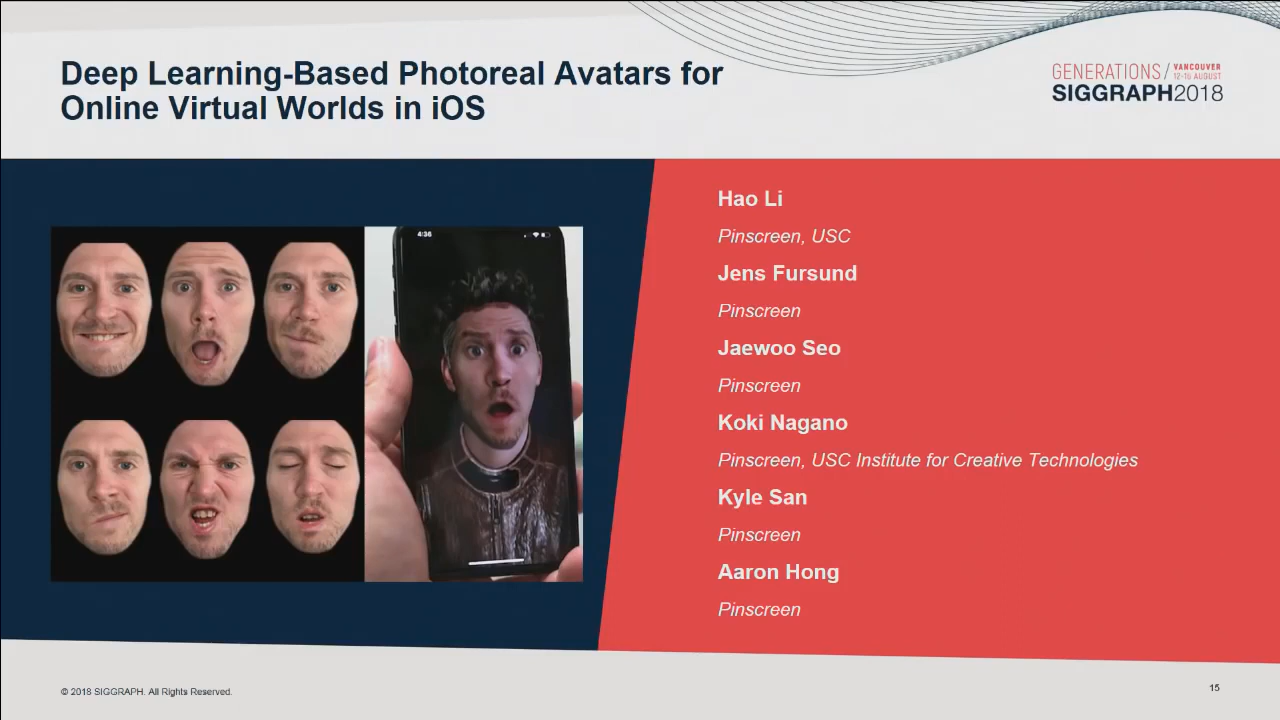 Deep Learning-Based Photoreal Avatars for
Online Virtual Worlds in iOS
GENERATIONS / VANCOUVER
12-16 AUGUST
SIGGRAPH2018
Hao Li
Pinscreen, USC
Jens Fursund
Pinscreen
Jaewoo Seo
Pinscreen
Koki Nagano
Pinscreen, USC Institute for Creative Technologies
Kyle San
Pinscreen
Aaron Hong
Pinscreen
4:36
© 2018 SIGGRAPH. All Rights Reserved.
15